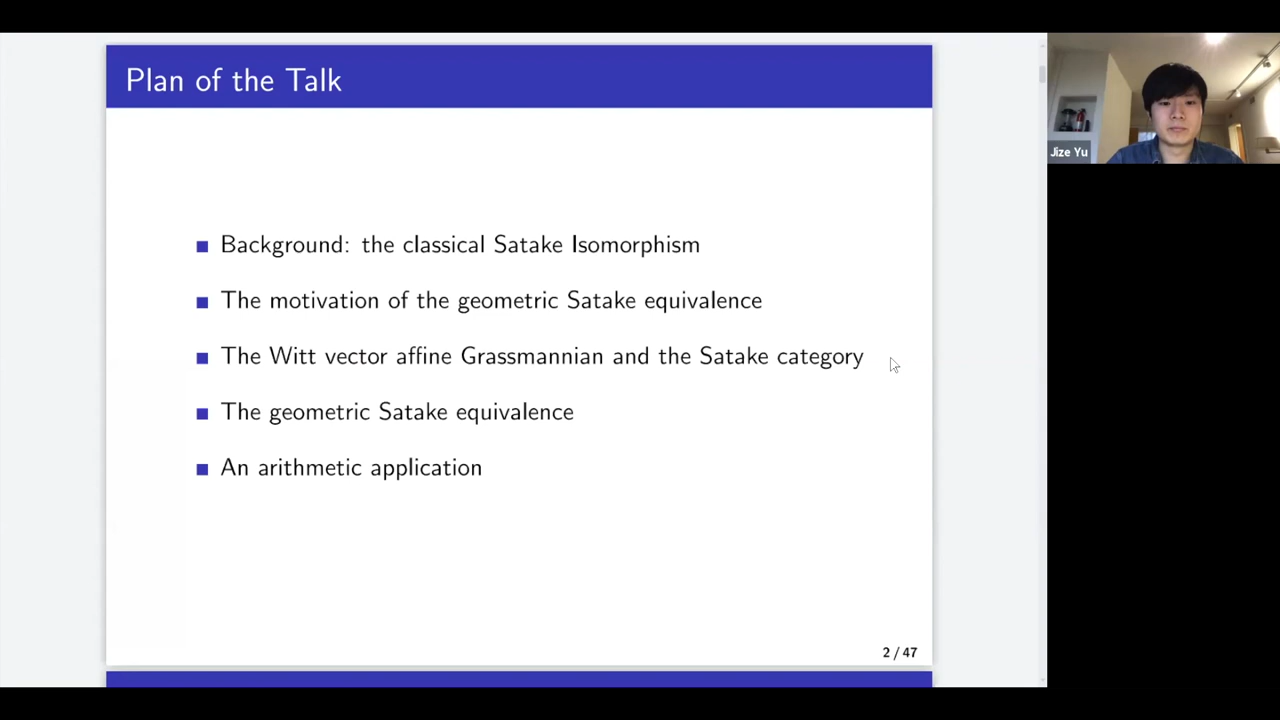 Plan of the Talk
Jize Yu
Background: the classical Satake Isomorphism
The motivation of the geometric Satake equivalence
The Witt vector affine Grassmannian and the Satake category
The geometric Satake equivalence
An arithmetic application
2 / 47